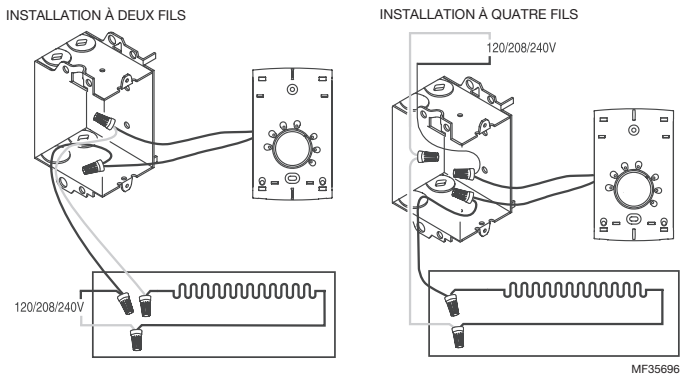 INSTALLATION À DEUX FILS
INSTALLATION À QUATRE FILS
120/208/240V
120/208/240V
MF35696